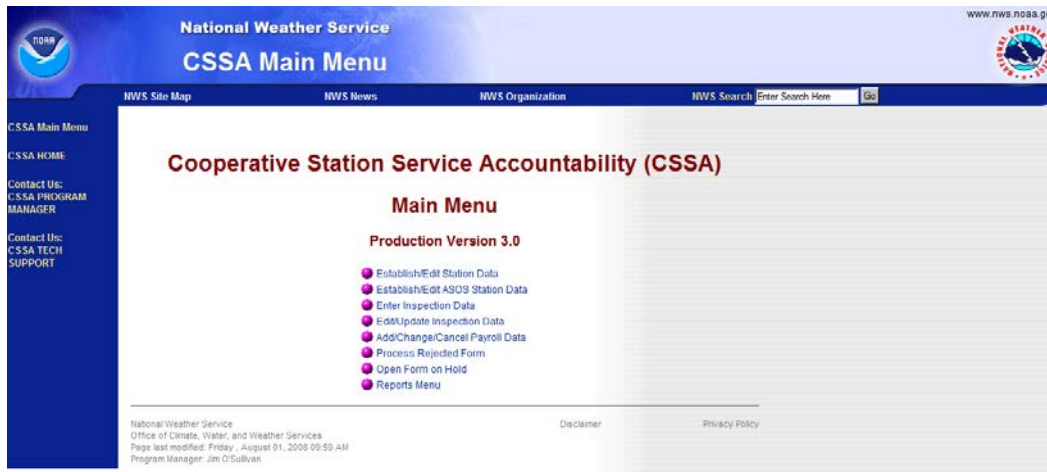 www.nws.noaa.g
NOAA
National Weather Service
CSSA Main Menu
NWS Site Map NWS News NWS Organization NWS Search Enter Search Here Go
CSSA Main Menu
CSSA HOME
Contact Us:
CSSA PROGRAM
MANAGER
Contact Us:
CSSA TECH
SUPPORT
Cooperative Station Service Accountability (CSSA)
Main Menu
Production Version 3.0
Establish/Edit Station Data
Establish/Edit ASOS Station Data
Enter Inspection Data
Edit/Update Inspection Data
Add/Change/Cancel Payroll Data
Process Rejected Form
Open Form on Hold
Reports Menu
National Weather Service Disclaimer Privacy Policy
Office of Climate, Water, and Weather Services
Page last modified: Friday , August 01, 2008 09:59 AM
Program Manager: Jim O'Sullivan